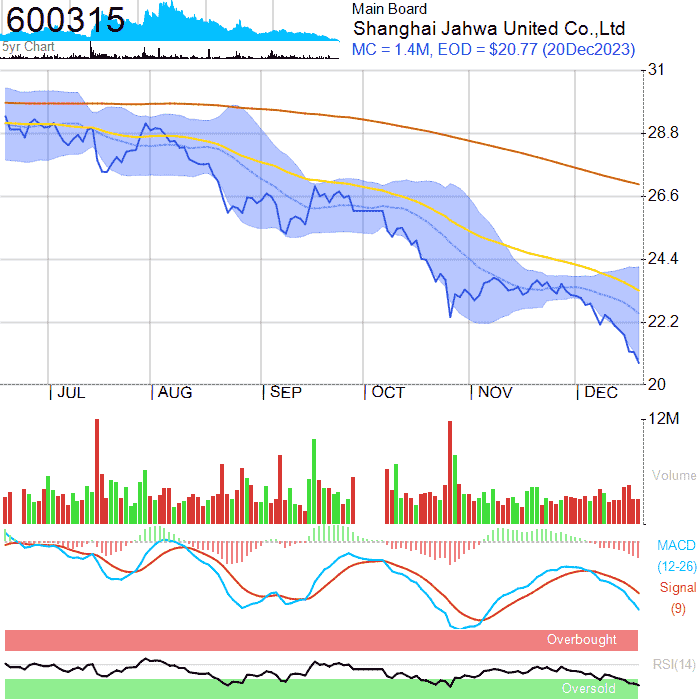 600315
5yr Chart
Main Board
Shanghai Jahwa United Co.,Ltd
MC = 1.4M, EOD = $20.77 (20Dec2023)
31
28.8
26.6
24.4
22.2
20
JUL AUG SEP OCT NOV DEC
12M
Volume
MACD
(12-26)
Signal
(9)
Overbought
RSI(14)
Oversold